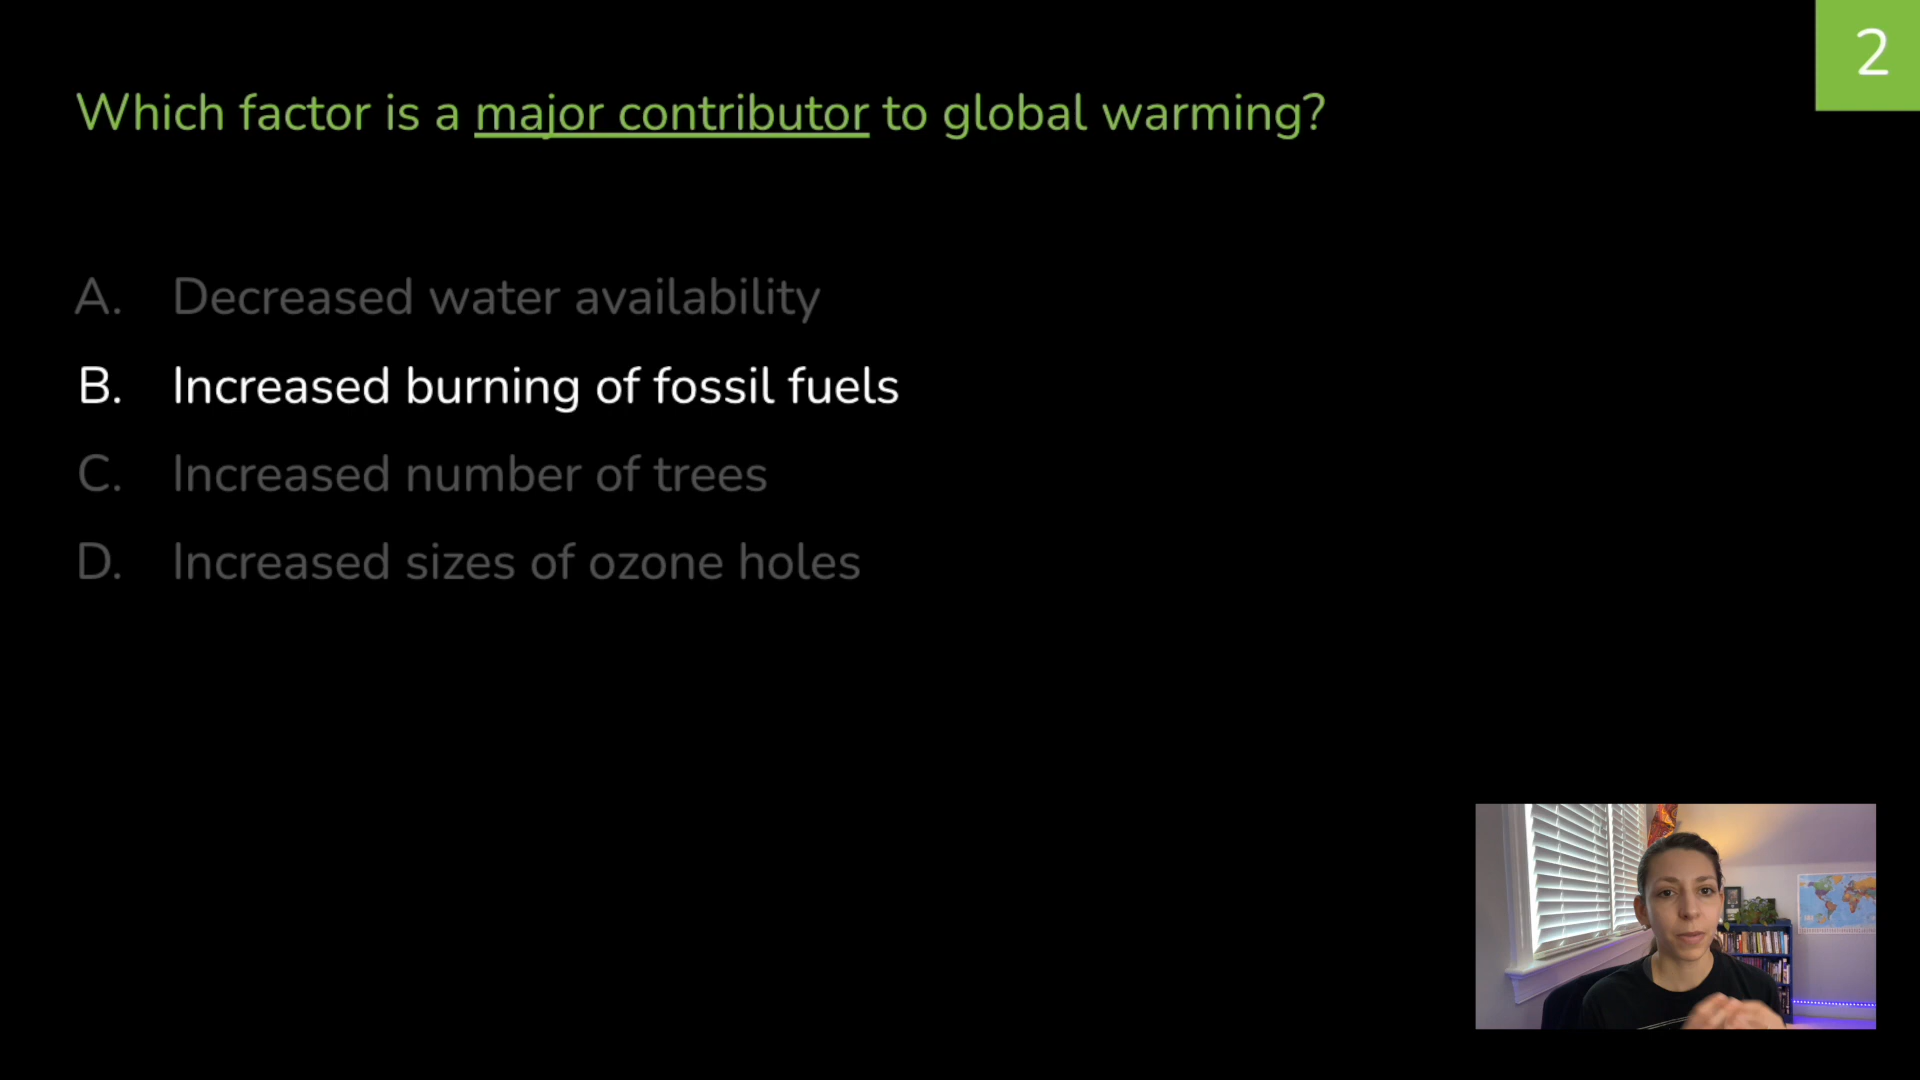 2
Which factor is a major contributor to global warming?
A. Decreased water availability
B. Increased burning of fossil fuels
C. Increased number of trees
D. Increased sizes of ozone holes